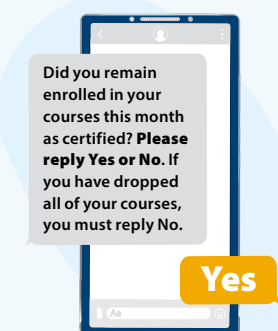 Did you remain
enrolled in your
courses this month
as certified? Please
reply Yes or No. If
you have dropped
all of your courses,
you must reply No.
Yes
Aa